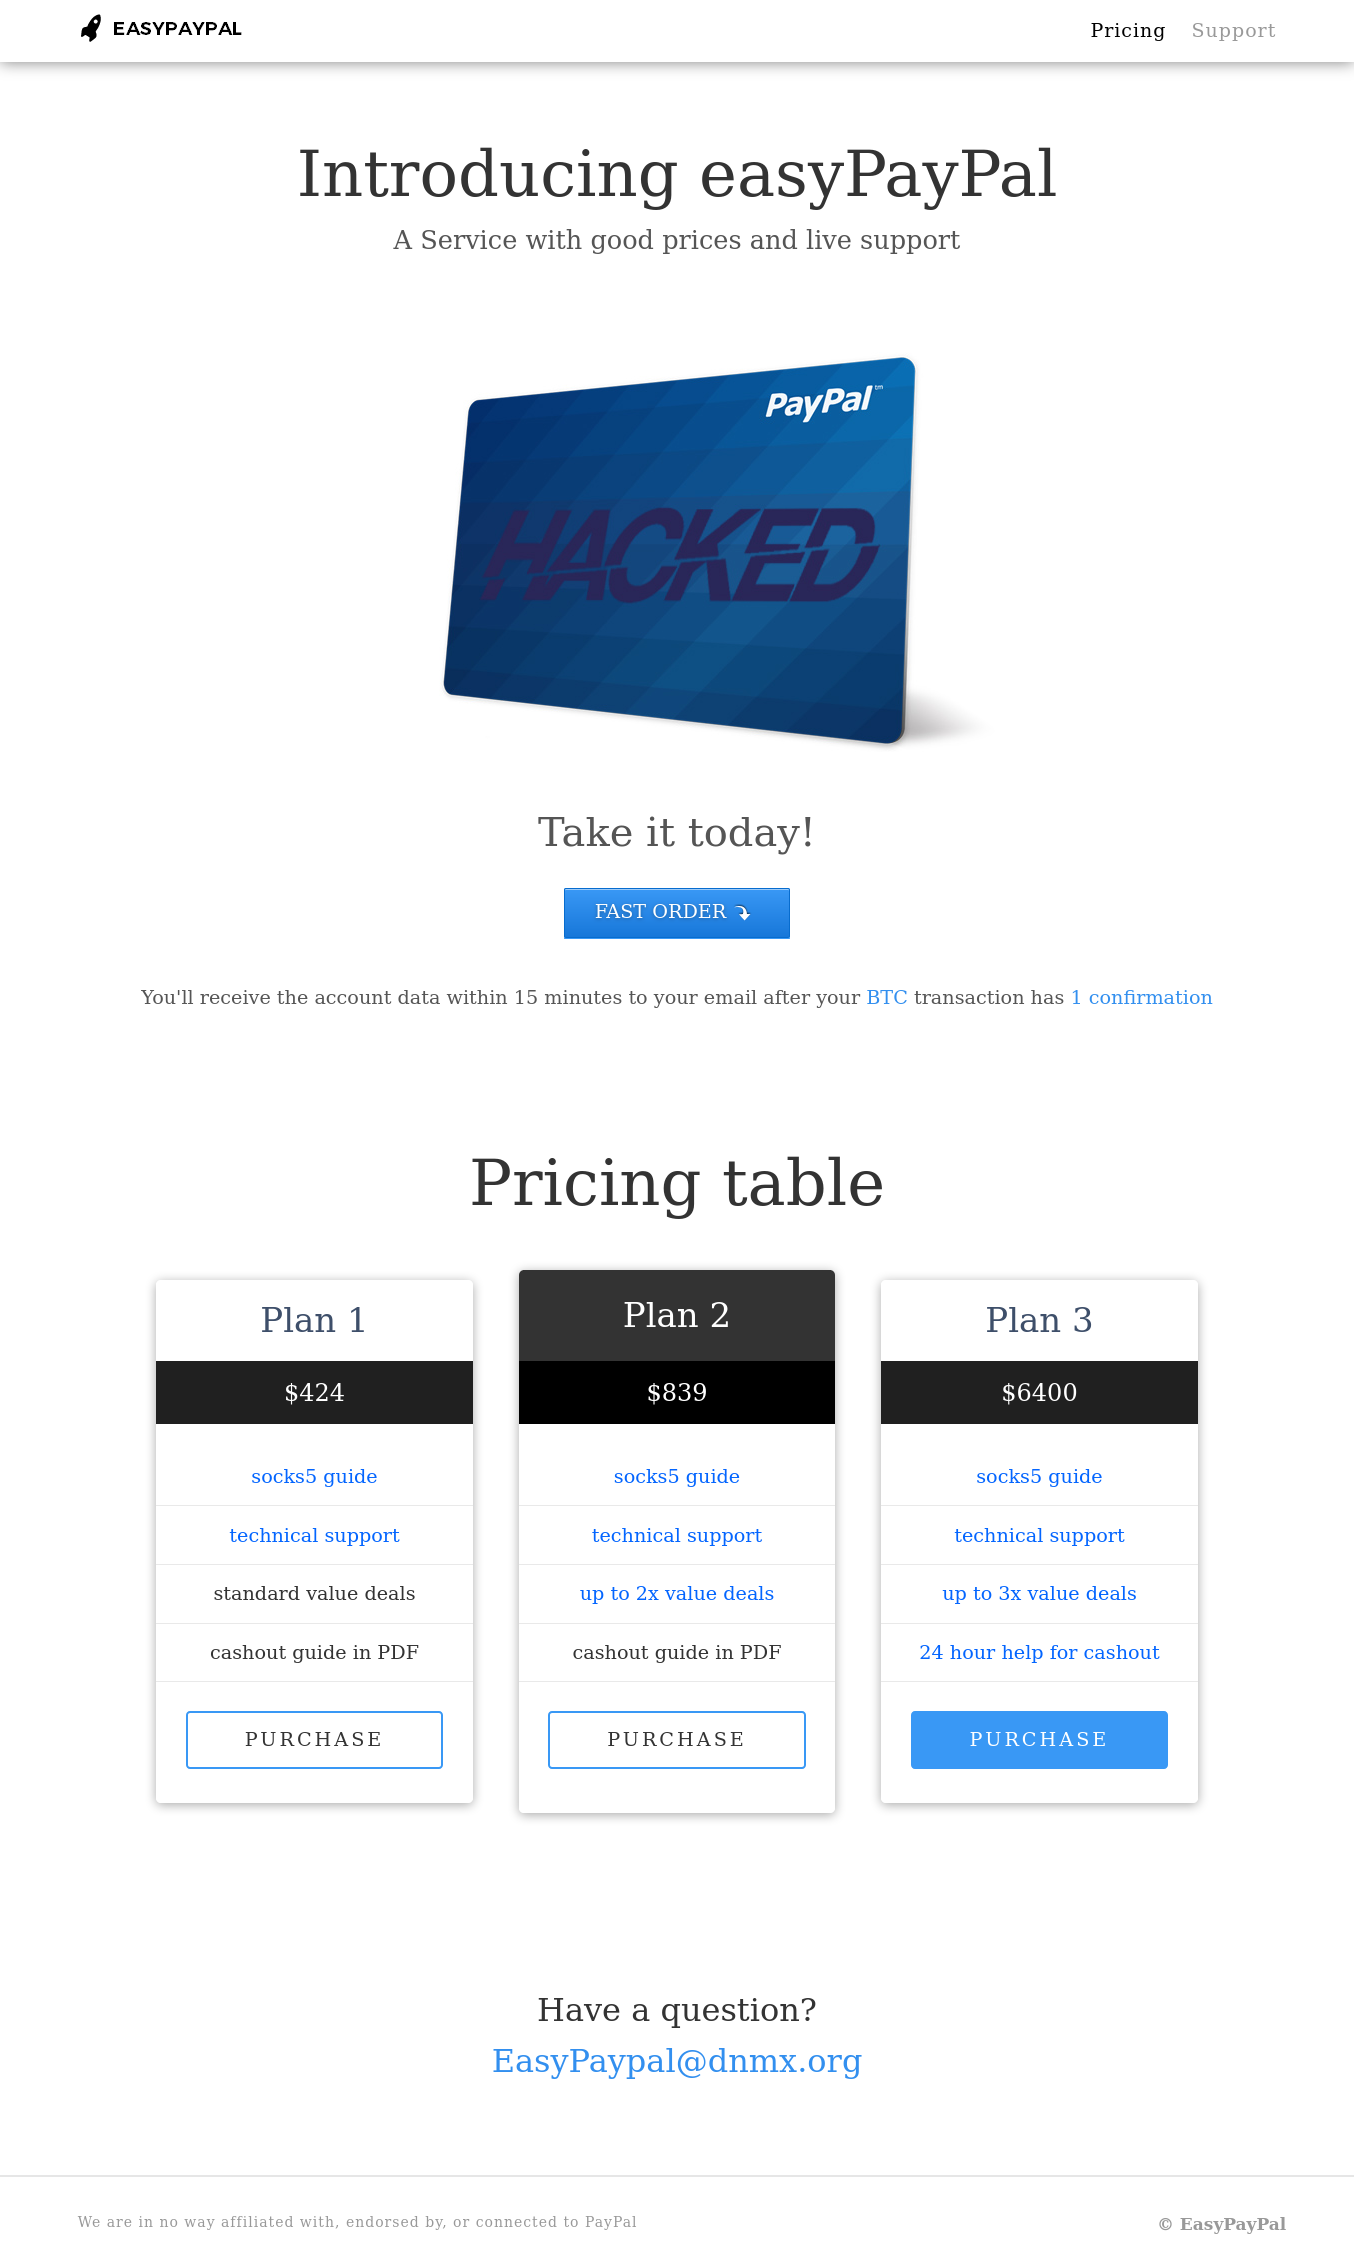 EASYPAYPAL
Pricing Support
Introducing easyPayPal
A Service with good prices and live support
PayPal™
HACKED
Take it today!
FAST ORDER
You'll receive the account data within 15 minutes to your email after your BTC transaction has 1 confirmation
Pricing table
Plan 1
$424
socks5 guide
technical support
standard value deals
cashout guide in PDF
PURCHASE
Plan 2
$839
socks5 guide
technical support
up to 2x value deals
cashout guide in PDF
PURCHASE
Plan 3
$6400
socks5 guide
technical support
up to 3x value deals
24 hour help for cashout
PURCHASE
Have a question?
EasyPaypal@dnmx.org
We are in no way affiliated with, endorsed by, or connected to PayPal
© EasyPayPal